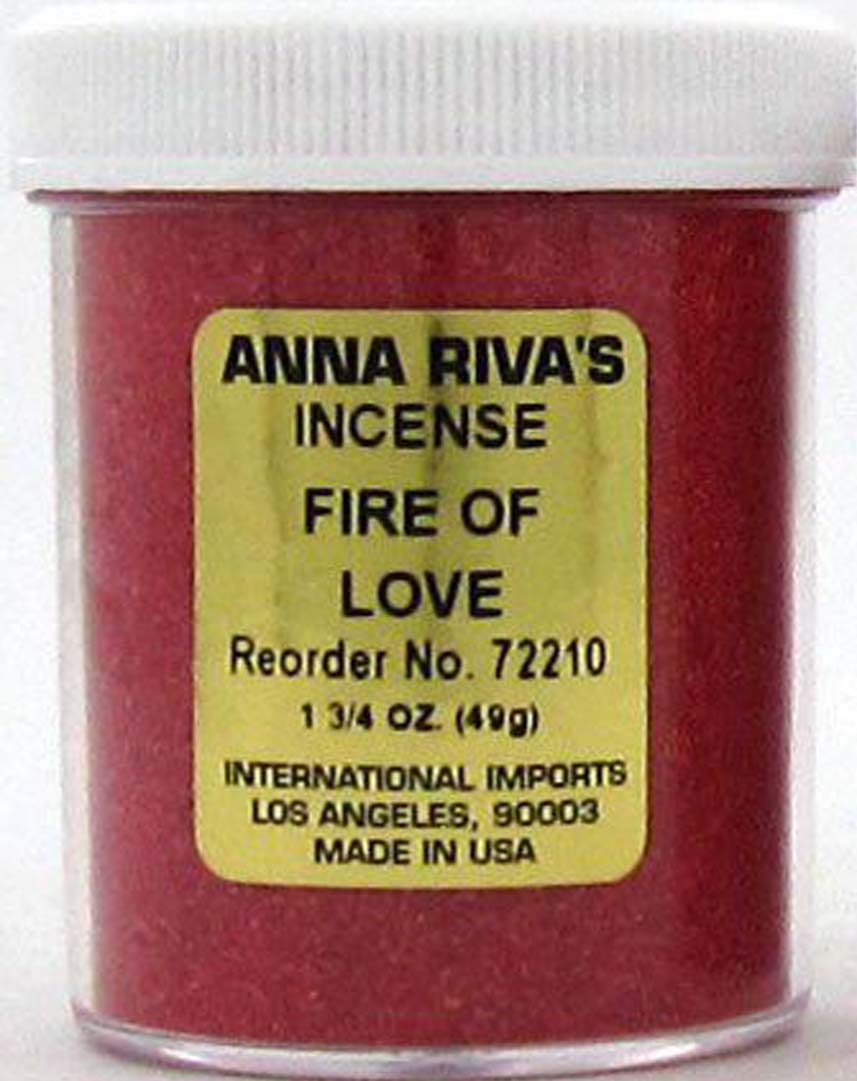 ANNA RIVA'S
INCENSE
FIRE OF
LOVE
Reorder No. 72210
1 3/4 OZ. (49g)
INTERNATIONAL IMPORTS
LOS ANGELES, 90003
MADE IN USA